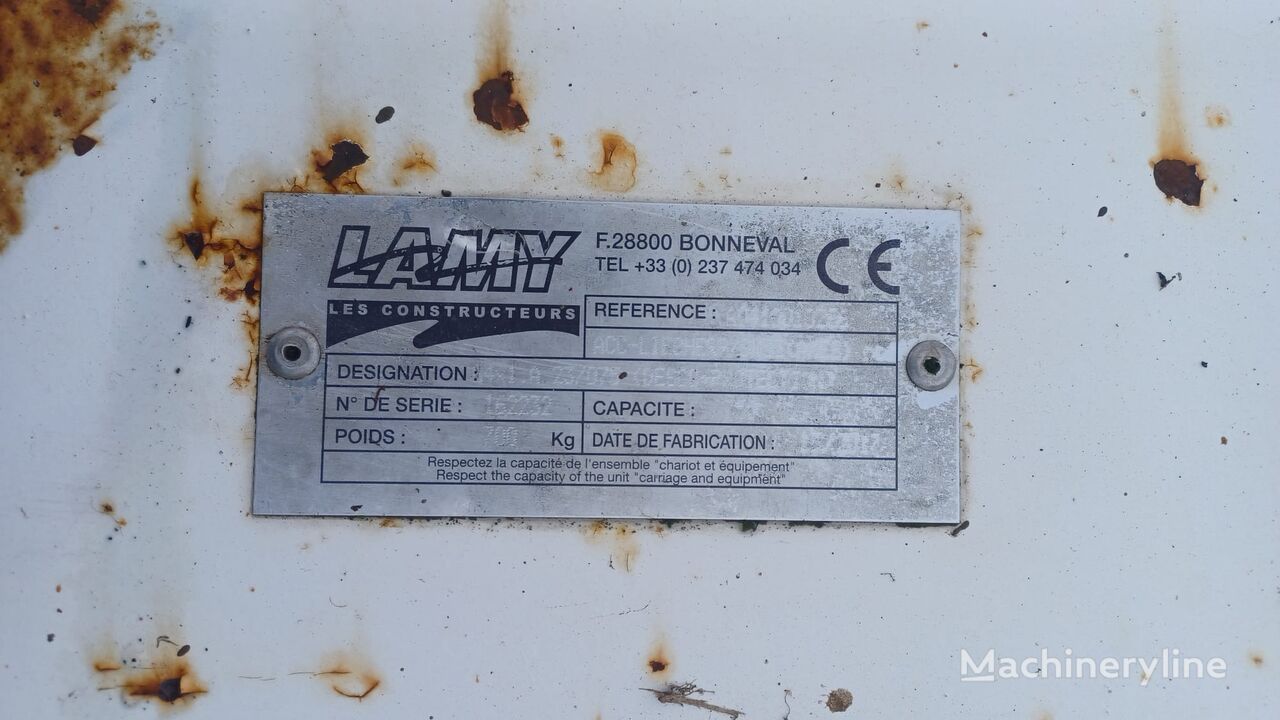 LAMY
F.28800 BONNEVAL
TEL +33 (0) 237 474 034
CE
LES CONSTRUCTEURS
REFERENCE :
DESIGNATION :
N° DE SERIE : 162232
CAPACITE :
POIDS : Kg
DATE DE FABRICATION :
Respectez la capacité de l'ensemble "chariot et équipement"
Respect the capacity of the unit "carriage and equipment"
Machineryline